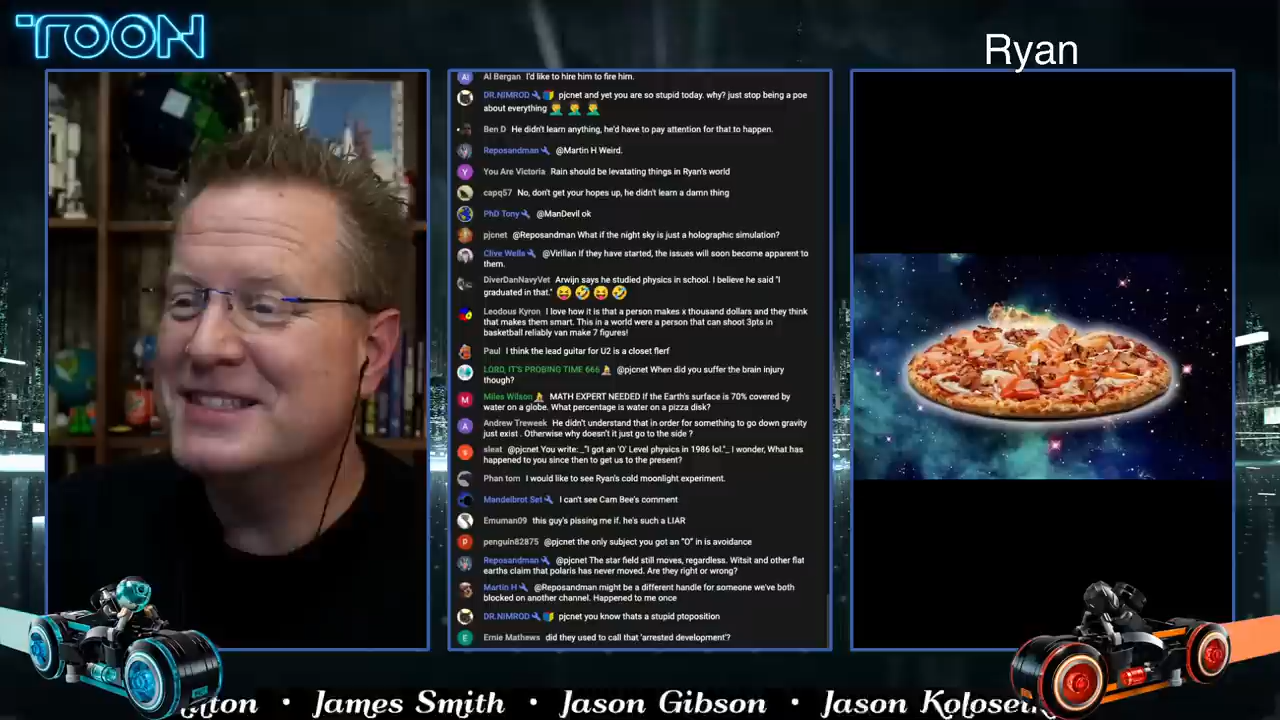 TOON
Ryan
Al Bergan I'd like to hire him to fire him.
DR.NIMROD pjcnet and yet you are so stupid today. why? just stop being a poe
about everything
Ben D He didn't learn anything, he'd have to pay attention for that to happen.
Reposandman @Martin H Weird.
You Are Victoria Rain should be levatating things in Ryan's world
capq57 No, don't get your hopes up, he didn't learn a damn thing
PhD Tony @ManDevil ok
pjcnet @Reposandman What if the night sky is just a holographic simulation?
Clive Wells @Virilian If they have started, the issues will soon become apparent to
them.
DiverDanNavyVet Arwijn says he studied physics in school. I believe he said "I
graduated in that."
Leodous Kyron I love how it is that a person makes x thousand dollars and they think
that makes them smart. This in a world were a person that can shoot 3pts in
basketball reliably van make 7 figures!
Paul I think the lead guitar for U2 is a closet flerf
LORD, IT'S PROBING TIME 666 @pjcnet When did you suffer the brain injury
though?
Miles Wilson MATH EXPERT NEEDED If the Earth's surface is 70% covered by
water on a globe. What percentage is water on a pizza disk?
Andrew Treweek He didn't understand that in order for something to go down gravity
just exist . Otherwise why doesn't it just go to the side ?
sleat @pjcnet You write: _"I got an 'O' Level physics in 1986 lol."_ I wonder, What has
happened to you since then to get us to the present?
Phan tom I would like to see Ryan's cold moonlight experiment.
Mandelbrot Set I can't see Cam Bee's comment
Emuman09 this guy's pissing me if. he's such a LIAR
penguin82875 @pjcnet the only subject you got an "O" in is avoidance
Reposandman @pjcnet The star field still moves, regardless. Witsit and other flat
earths claim that polaris has never moved. Are they right or wrong?
Martin H @Reposandman might be a different handle for someone we've both
blocked on another channel. Happened to me once
DR.NIMROD pjcnet you know thats a stupid ptoposition
Ernie Mathews did they used to call that 'arrested development'?
• James Smith • Jason Gibson •